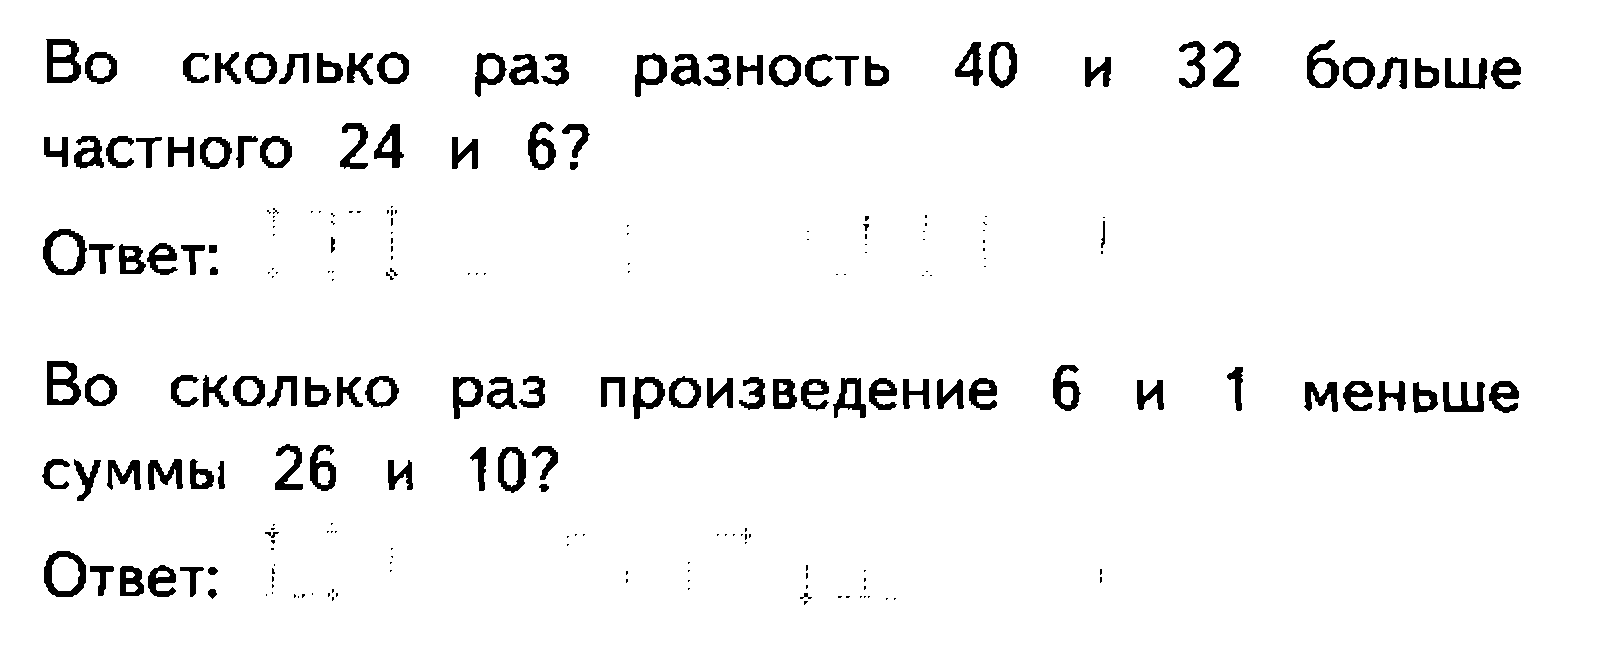 Во сколько раз разность 40 и 32 больше
частного 24 и 6?
Ответ:
Во сколько раз произведение 6 и 1 меньше
суммы 26 и 10?
Ответ: